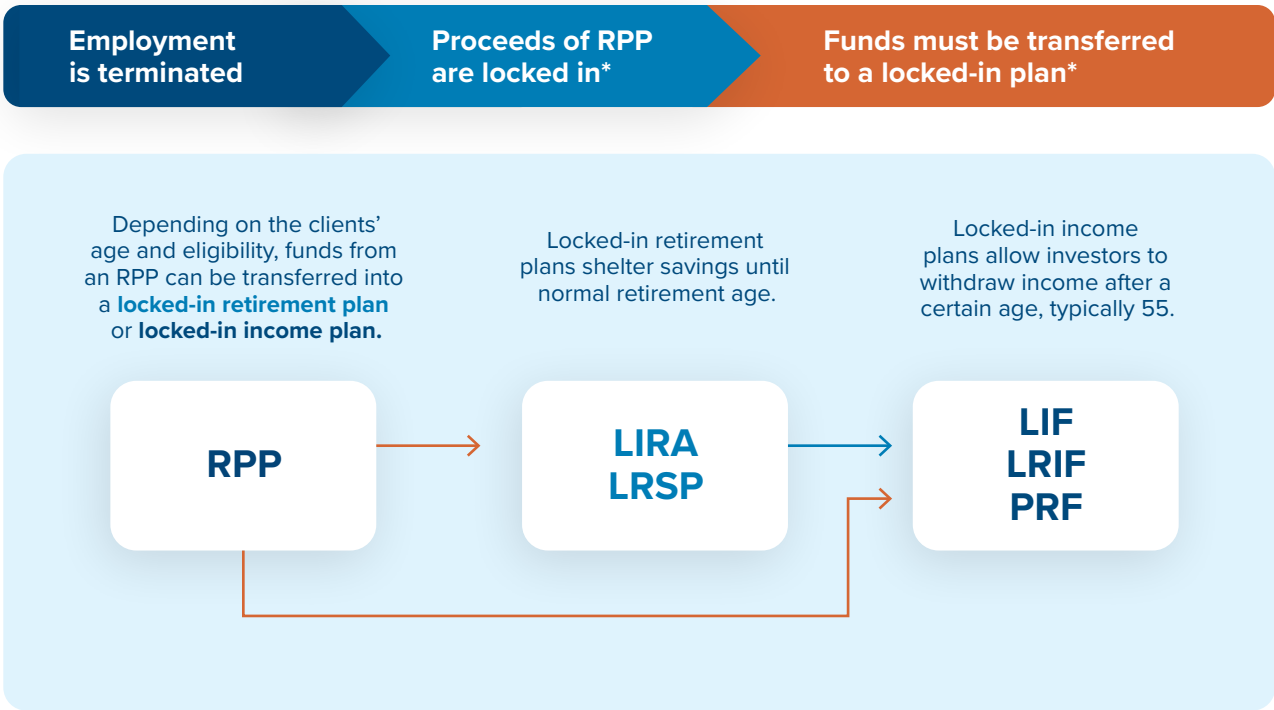 Employment
is terminated
Proceeds of RPP
are locked in*
Funds must be transferred
to a locked-in plan*
Depending on the clients’
age and eligibility, funds from
an RPP can be transferred into
a locked-in retirement plan
or locked-in income plan.
Locked-in retirement
plans shelter savings until
normal retirement age.
Locked-in income
plans allow investors to
withdraw income after a
certain age, typically 55.
RPP
LIRA
LRSP
LIF
LRIF
PRF